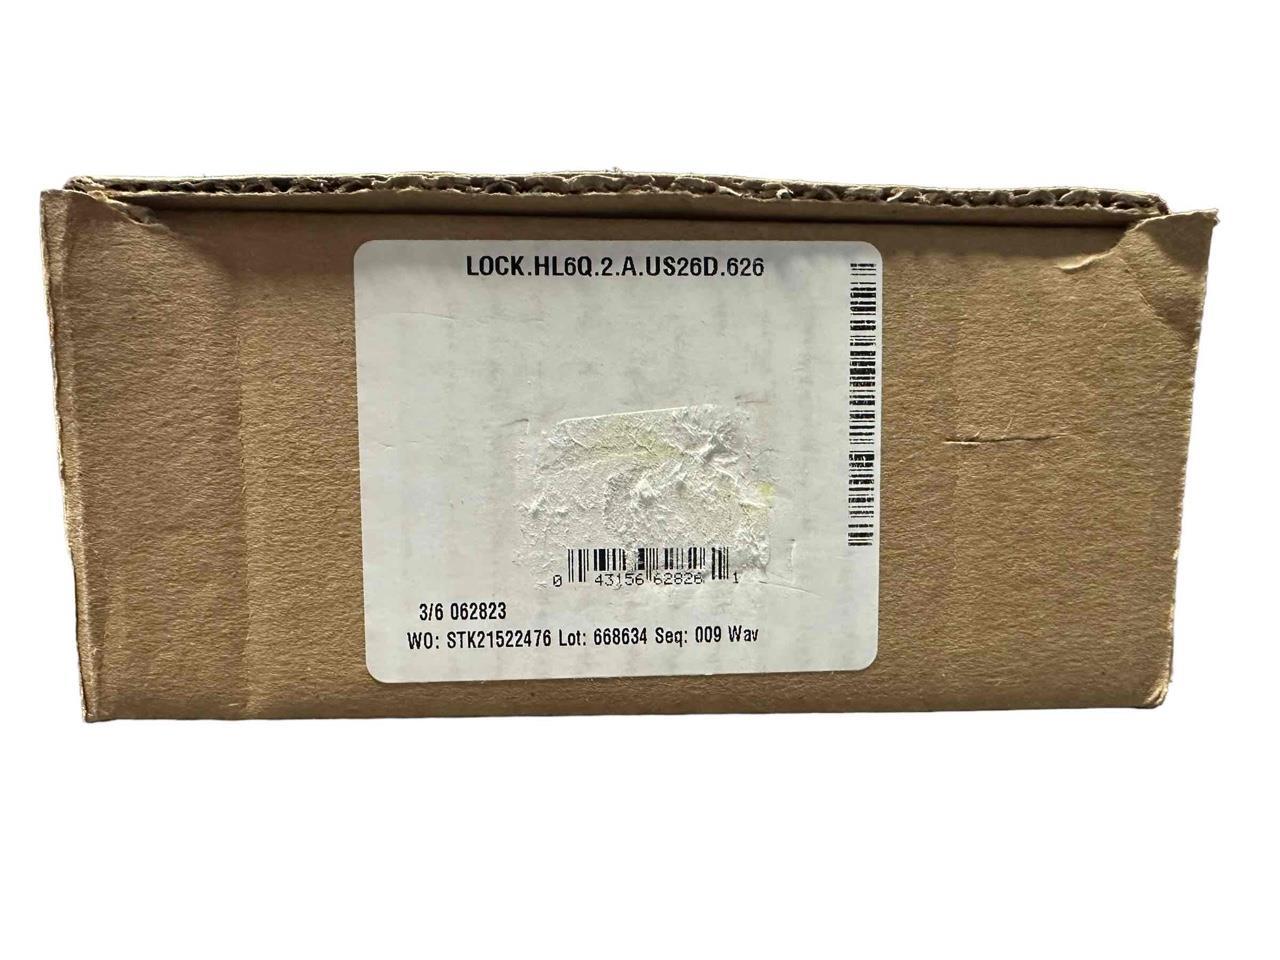 LOCK.HL6Q.2.A.US26D.626
0 43156 62826 1
3/6 062823
WO: STK21522476 Lot: 668634 Seq: 009 Wav